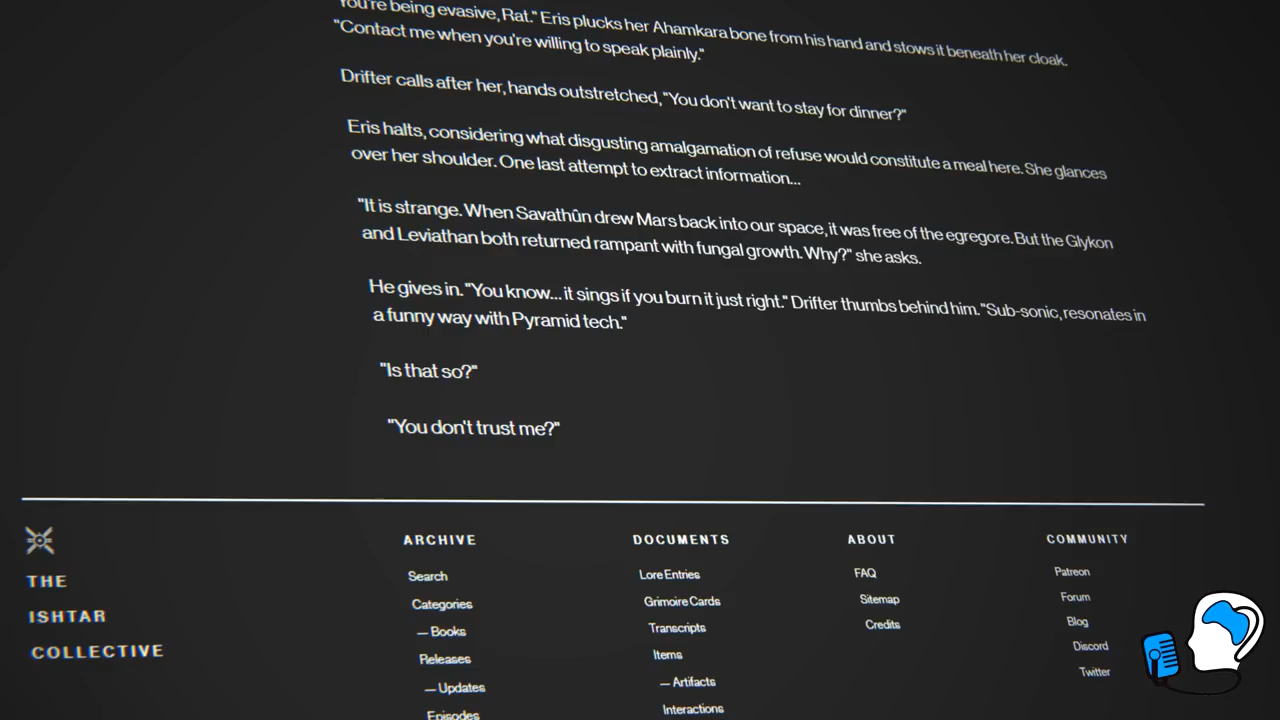 You're being evasive, Rat." Eris plucks her Ahamkara bone from his hand and stows it beneath her cloak.
"Contact me when you're willing to speak plainly."
Drifter calls after her, hands outstretched, "You don't want to stay for dinner?"
Eris halts, considering what disgusting amalgamation of refuse would constitute a meal here. She glances
over her shoulder. One last attempt to extract information...
"It is strange. When Savathûn drew Mars back into our space, it was free of the egregore. But the Glykon
and Leviathan both returned rampant with fungal growth. Why?" she asks.
He gives in. "You know... it sings if you burn it just right." Drifter thumbs behind him. "Sub-sonic, resonates in
a funny way with Pyramid tech."
"Is that so?"
"You don't trust me?"
THE
ISHTAR
COLLECTIVE
ARCHIVE
Search
Categories
— Books
Releases
— Updates
Episodes
DOCUMENTS
Lore Entries
Grimoire Cards
Transcripts
Items
— Artifacts
Interactions
ABOUT
FAQ
Sitemap
Credits
COMMUNITY
Patreon
Forum
Blog
Discord
Twitter